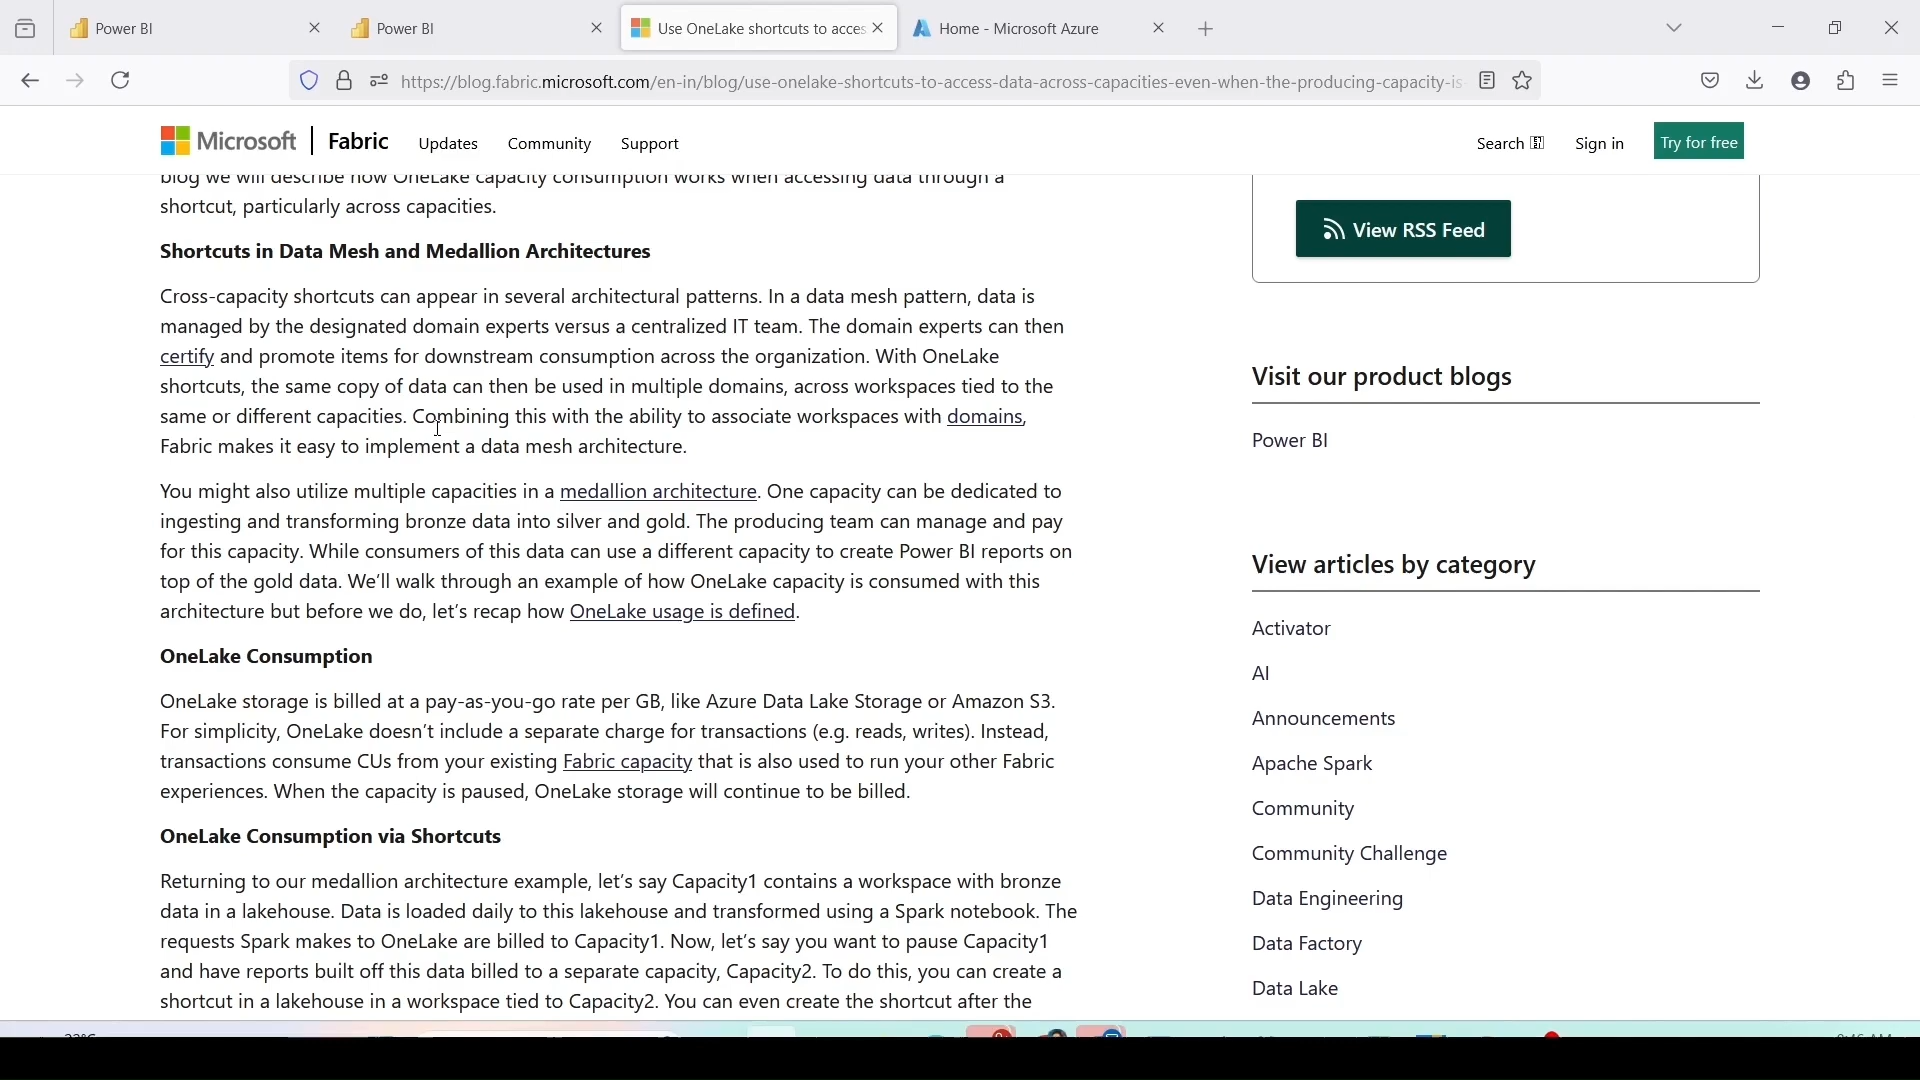 Power BI
Power BI
Use OneLake shortcuts to acces
Home - Microsoft Azure
https://blog.fabric.microsoft.com/en-in/blog/use-onelake-shortcuts-to-access-data-across-capacities-even-when-the-producing-capacity-is-
Microsoft
Fabric
Updates
Community
Support
Search
Sign in
Try for free
blog we will describe how OneLake capacity consumption works when accessing data through a
shortcut, particularly across capacities.
Shortcuts in Data Mesh and Medallion Architectures
Cross-capacity shortcuts can appear in several architectural patterns. In a data mesh pattern, data is
managed by the designated domain experts versus a centralized IT team. The domain experts can then
certify and promote items for downstream consumption across the organization. With OneLake
shortcuts, the same copy of data can then be used in multiple domains, across workspaces tied to the
same or different capacities. Combining this with the ability to associate workspaces with domains,
Fabric makes it easy to implement a data mesh architecture.
You might also utilize multiple capacities in a medallion architecture. One capacity can be dedicated to
ingesting and transforming bronze data into silver and gold. The producing team can manage and pay
for this capacity. While consumers of this data can use a different capacity to create Power BI reports on
top of the gold data. We'll walk through an example of how OneLake capacity is consumed with this
architecture but before we do, let's recap how OneLake usage is defined.
OneLake Consumption
OneLake storage is billed at a pay-as-you-go rate per GB, like Azure Data Lake Storage or Amazon S3.
For simplicity, OneLake doesn't include a separate charge for transactions (e.g. reads, writes). Instead,
transactions consume CUs from your existing Fabric capacity that is also used to run your other Fabric
experiences. When the capacity is paused, OneLake storage will continue to be billed.
OneLake Consumption via Shortcuts
Returning to our medallion architecture example, let's say Capacity1 contains a workspace with bronze
data in a lakehouse. Data is loaded daily to this lakehouse and transformed using a Spark notebook. The
requests Spark makes to OneLake are billed to Capacity1. Now, let's say you want to pause Capacity1
and have reports built off this data billed to a separate capacity, Capacity2. To do this, you can create a
shortcut in a lakehouse in a workspace tied to Capacity2. You can even create the shortcut after the
View RSS Feed
Visit our product blogs
Power BI
View articles by category
Activator
AI
Announcements
Apache Spark
Community
Community Challenge
Data Engineering
Data Factory
Data Lake